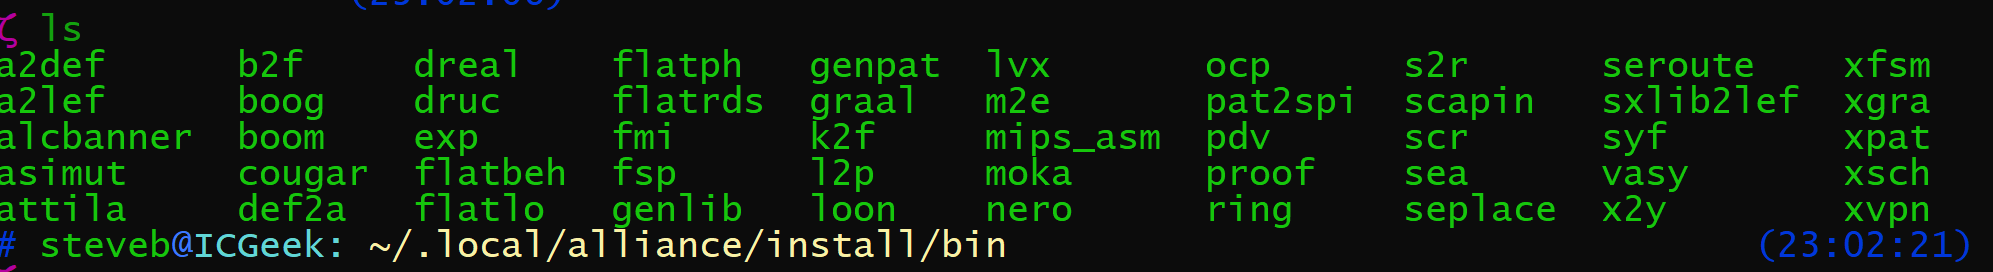 (23:02:00)
ζ ls
a2def b2f dreal flatph genpat lvx ocp s2r seroute xfsm
a2lef boog druc flatrds graal m2e pat2spi scapin sxlib2lef xgra
alcbanner boom exp fmi k2f mips_asm pdv scr syf xpat
asimut cougar flatbeh fsp l2p moka proof sea vasy xsch
attila def2a flatlo genlib loon nero ring seplace x2y xvpn
# steveb@ICGeek: ~/.local/alliance/install/bin (23:02:21)